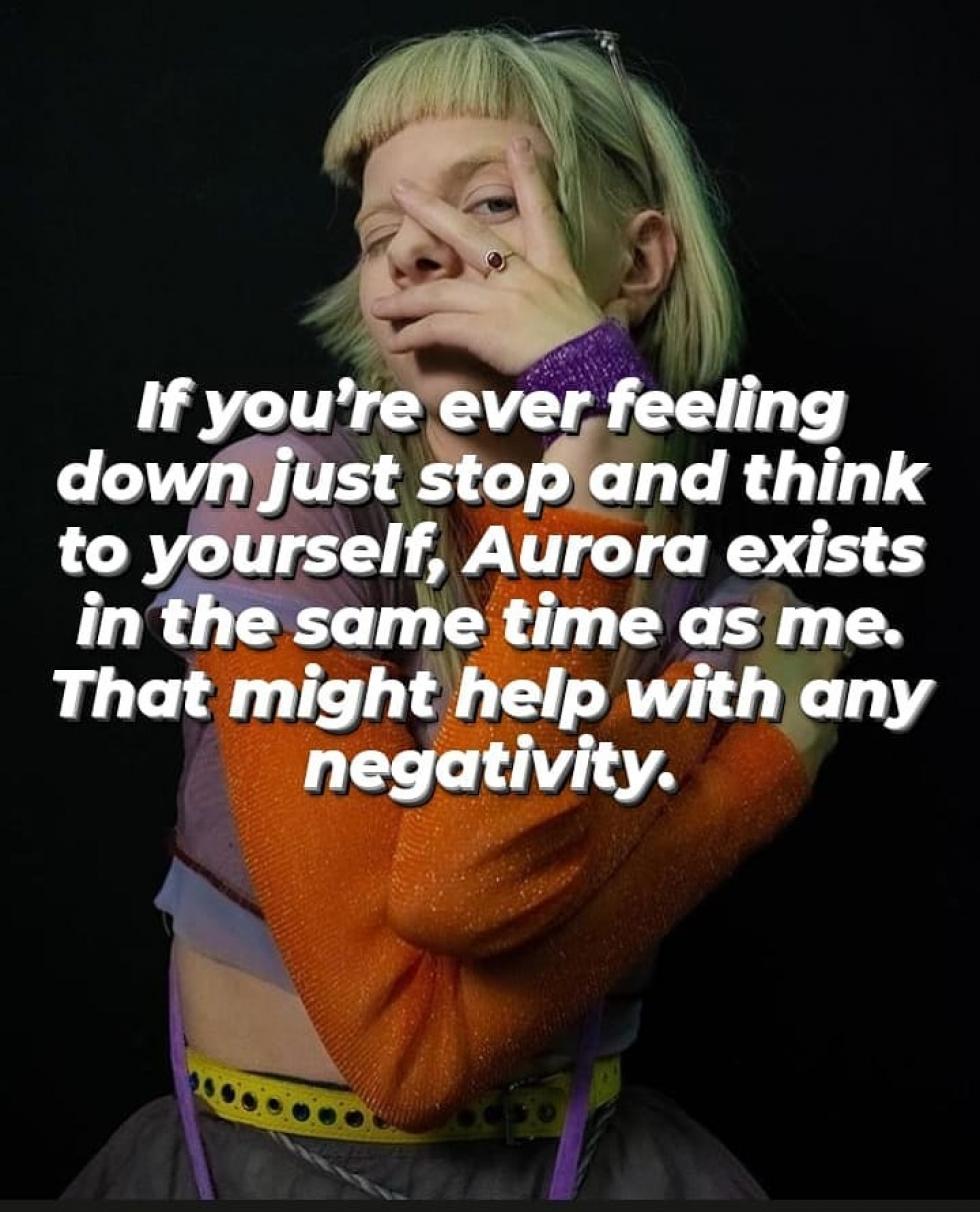 If you’re ever feeling
down just stop and think
to yourself, Aurora exists
in the same time as me.
That might help with any
negativity.